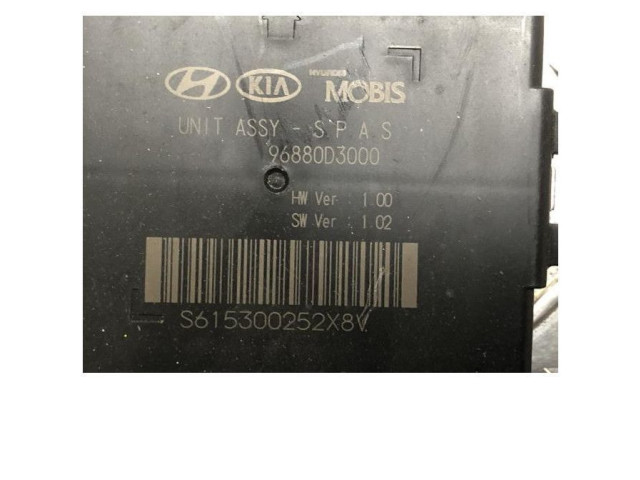 KIA HYUNDAI MOBIS
UNIT ASSY - S P A S
96880D3000
HW Ver : 1.00
SW Ver : 1.02
S615300252X8V